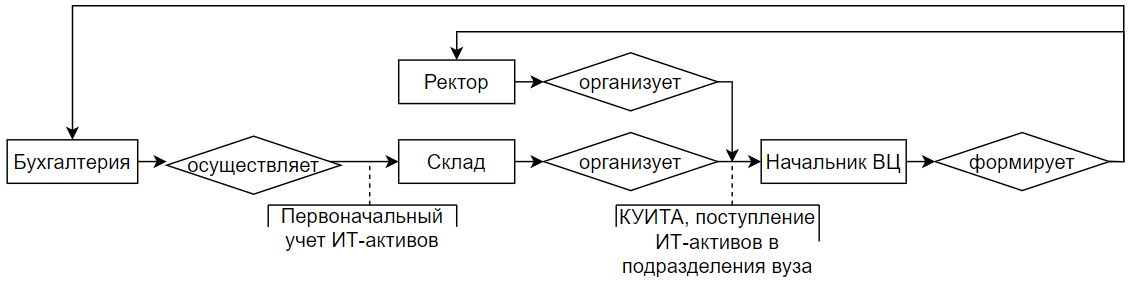 Ректор
организует
Бухгалтерия
осуществляет
Склад
организует
Начальник ВЦ
формирует
Первоначальный
учет ИТ-активов
КУИТА, поступление
ИТ-активов в
подразделения вуза